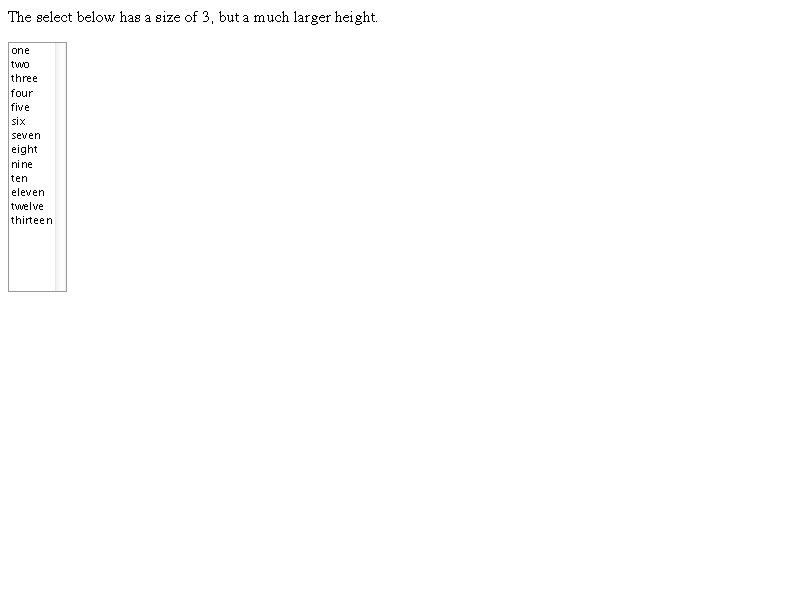 The select below has a size of 3, but a much larger height.
one
two
three
four
five
six
seven
eight
nine
ten
eleven
twelve
thirteen